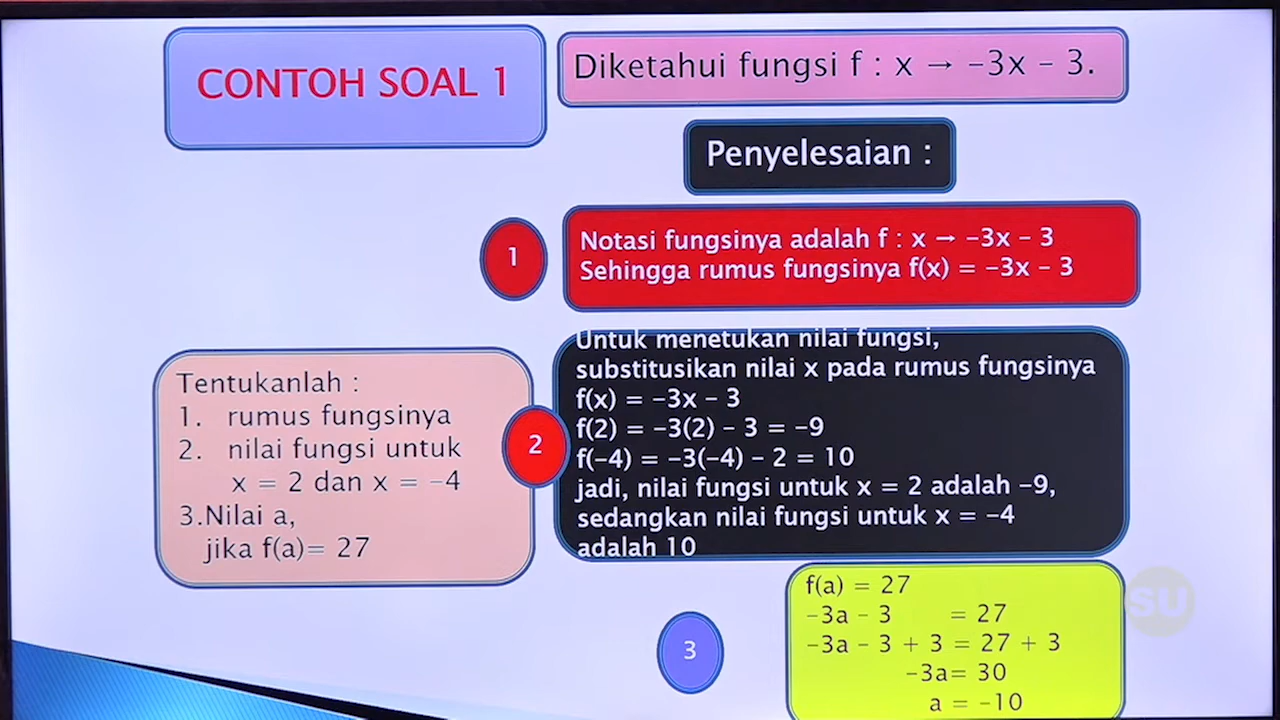 CONTOH SOAL 1
Diketahui fungsi f : x → –3x – 3.
Penyelesaian :
1
Notasi fungsinya adalah f : x → –3x – 3
Sehingga rumus fungsinya f(x) = –3x – 3
Tentukanlah :
1. rumus fungsinya
2. nilai fungsi untuk
x = 2 dan x = –4
3.Nilai a,
jika f(a)= 27
2
Untuk menetukan nilai fungsi,
substitusikan nilai x pada rumus fungsinya
f(x) = –3x – 3
f(2) = –3(2) – 3 = –9
f(–4) = –3(–4) – 2 = 10
jadi, nilai fungsi untuk x = 2 adalah –9,
sedangkan nilai fungsi untuk x = –4
adalah 10
3
f(a) = 27
–3a – 3 = 27
–3a – 3 + 3 = 27 + 3
–3a= 30
a = –10
su